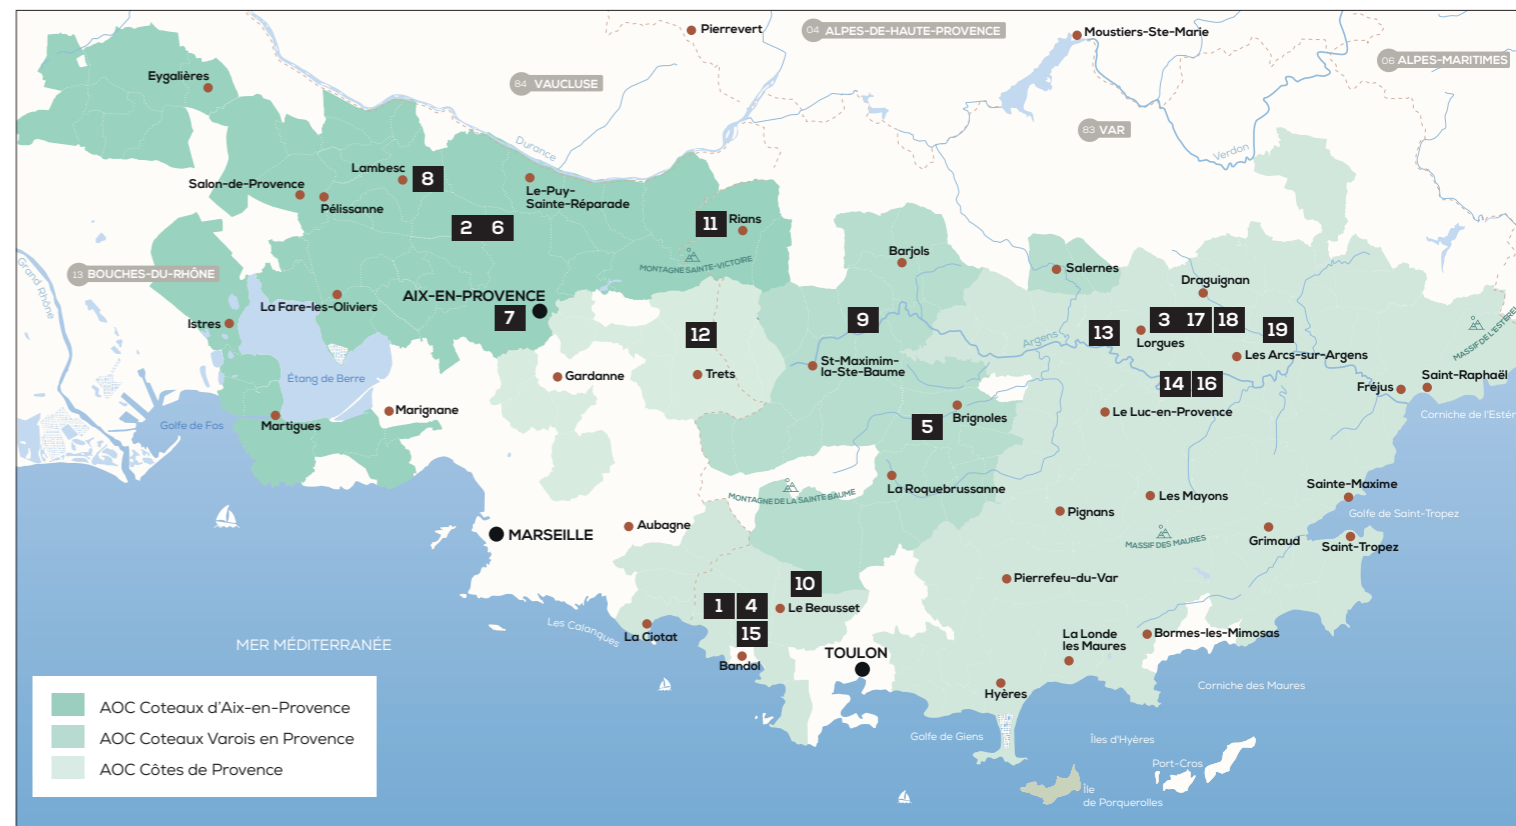 Pierrevert
04 ALPES-DE-HAUTE-PROVENCE
Moustiers-Ste-Marie
06 ALPES-MARITIMES
Eygalières
84 VAUCLUSE
83 VAR
Durance
Verdon
Lambesc
8
Salon-de-Provence
Pélissanne
Le-Puy-
Sainte-Réparade
2 6
11
Rians
MONTAGNE SAINTE-VICTOIRE
Barjols
Salernes
Grand Rhône
13 BOUCHES-DU-RHÔNE
Draguignan
AIX-EN-PROVENCE
7
La Fare-les-Oliviers
Istres
12
9
Argens
13
3 17 18
19
Lorgues
Les Arcs-sur-Argens
MASSIF DE L'ESTÉREL
St-Maximim-
la-Ste-Baume
Étang de Berre
Gardanne
Trets
14 16
Fréjus
Saint-Raphaël
Marignane
Golfe de Fos
Martigues
Brignoles
5
Le Luc-en-Provence
Corniche de l'Estér
La Roquebrussanne
MONTAGNE DE LA SAINTE BAUME
Les Mayons
Sainte-Maxime
Pignans
Golfe de Saint-Tropez
MARSEILLE
Aubagne
MASSIF DES MAURES
Grimaud
Saint-Tropez
10
Pierrefeu-du-Var
1 4
Le Beausset
15
Les Calanques
La Ciotat
Bandol
TOULON
La Londe
les Maures
Bormes-les-Mimosas
MER MÉDITERRANÉE
Hyères
Corniche des Maures
Golfe de Giens
Îles d'Hyères
Port-Cros
Île
de Porquerolles
AOC Coteaux d'Aix-en-Provence
AOC Coteaux Varois en Provence
AOC Côtes de Provence